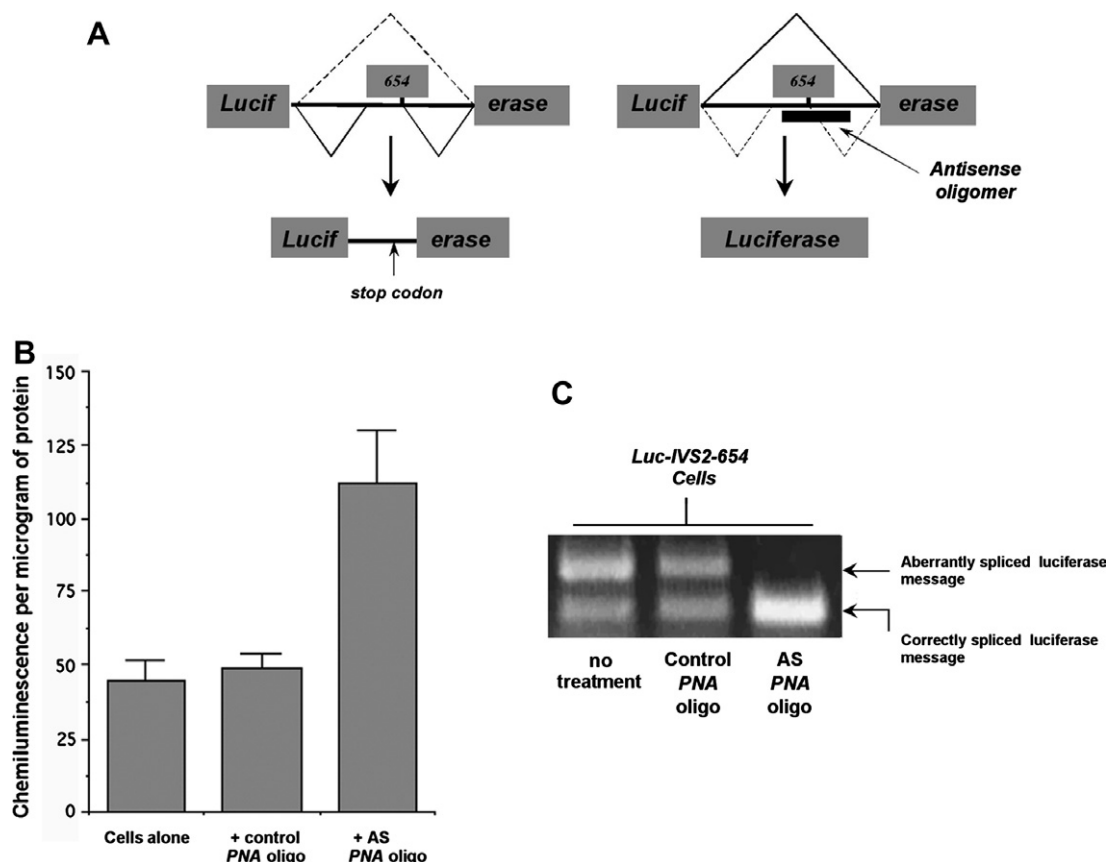 A
654
Lucif
erase
654
Lucif
erase
Antisense
oligomer
Lucif
erase
Luciferase
stop codon
B
150
125
100
75
50
25
0
Chemiluminescence per microgram of protein
Cells alone
+ control
PNA oligo
+ AS
PNA oligo
C
Luc-IVS2-654
Cells
Aberrantly spliced luciferase
message
Correctly spliced luciferase
message
no
treatment
Control
PNA
oligo
AS
PNA
oligo